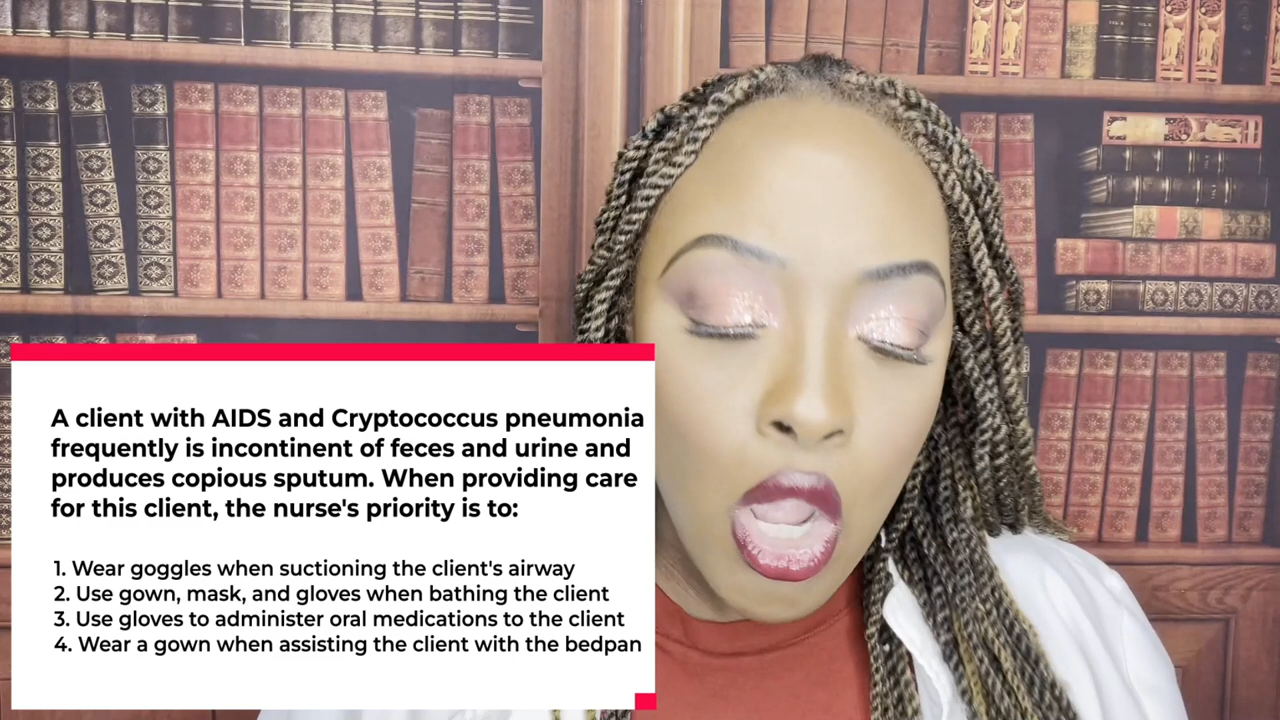 A client with AIDS and Cryptococcus pneumonia
frequently is incontinent of feces and urine and
produces copious sputum. When providing care
for this client, the nurse's priority is to:
1. Wear goggles when suctioning the client's airway
2. Use gown, mask, and gloves when bathing the client
3. Use gloves to administer oral medications to the client
4. Wear a gown when assisting the client with the bedpan